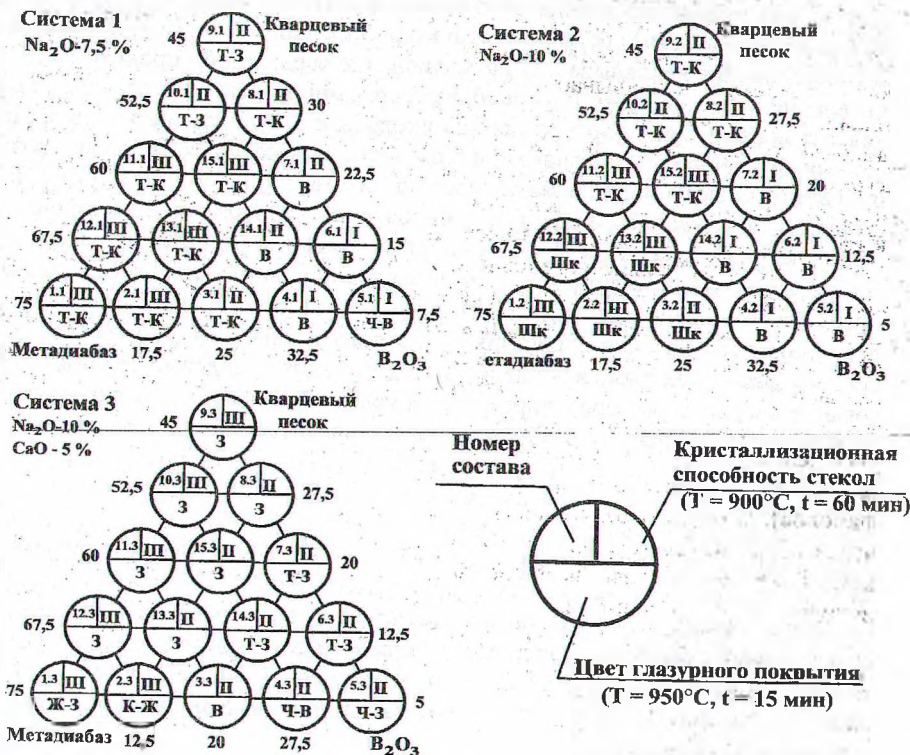 Система 1
Na₂O-7,5 %
45
9.1 II
Т-З
Кварцевый
песок
52,5
10.1 II
Т-З
8.1 II
Т-К
30
60
11.1 III
Т-К
15.1 III
Т-К
7.1 II
В
22,5
67,5
12.1 III
Т-К
13.1 III
Т-К
14.1 II
В
6.1 I
В
15
75
1.1 III
Т-К
2.1 III
Т-К
3.1 II
Т-К
4.1 I
В
5.1 I
Ч-В
7,5
Метадиабаз
17,5
25
32,5
B₂O₃
Система 2
Na₂O-10 %
45
9.2 II
Т-К
Кварцевый
песок
52,5
10.2 II
Т-К
8.2 II
Т-К
27,5
60
11.2 III
Т-К
15.2 III
Т-К
7.2 I
В
20
67,5
12.2 III
Шк
13.2 III
Шк
14.2 I
В
6.2 I
В
12,5
75
1.2 III
Шк
2.2 III
Шк
3.2 II
Шк
4.2 I
В
5.2 I
В
5
стадиабаз
17,5
25
32,5
B₂O₃
Система 3
Na₂O-10 %
CaO - 5 %
45
9.3 III
З
Кварцевый
песок
52,5
10.3 III
З
8.3 II
З
27,5
60
11.3 III
З
15.3 II
З
7.3 II
Т-З
20
67,5
12.3 III
З
13.3 II
З
14.3 II
Т-З
6.3 II
Т-З
12,5
75
1.3 III
Ж-З
2.3 III
К-Ж
3.3 II
В
4.3 II
Ч-В
5.3 II
Ч-З
5
Метадиабаз
12,5
20
27,5
B₂O₃
Номер
состава
Кристаллизационная
способность стекол
(T = 900°C, t = 60 мин)
Цвет глазурного покрытия
(T = 950°C, t = 15 мин)